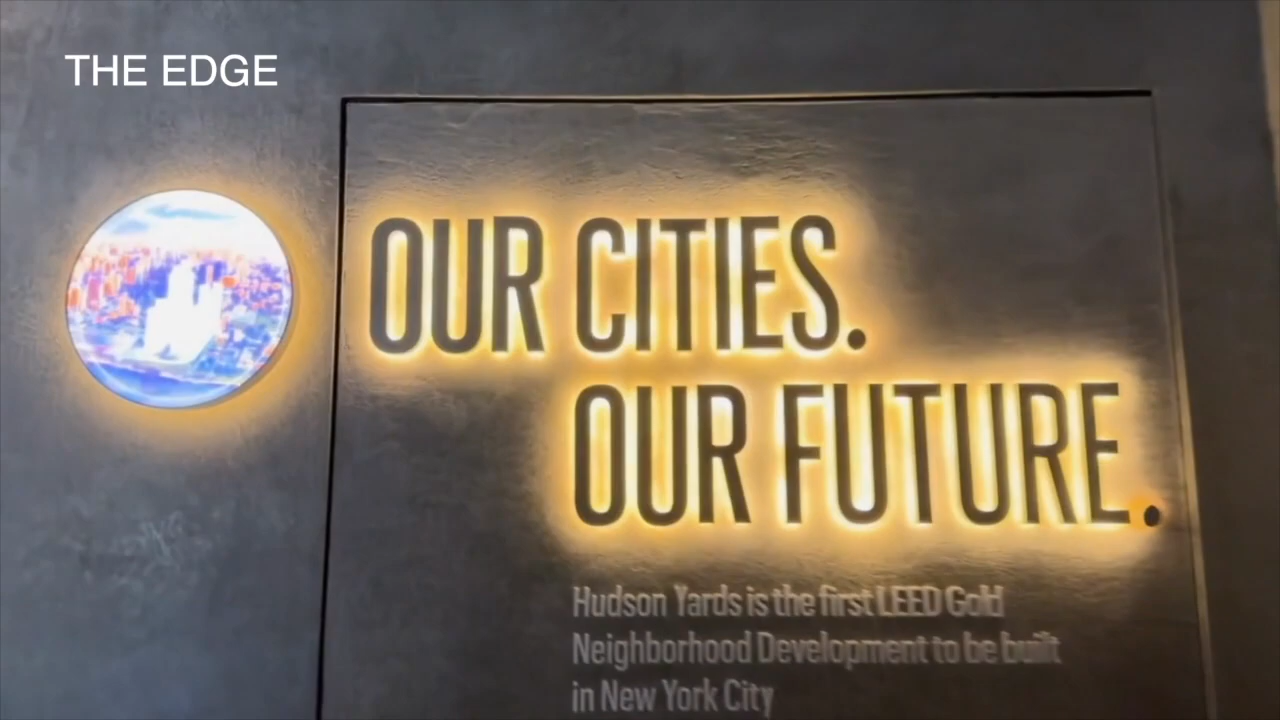 THE EDGE
OUR CITIES.
OUR FUTURE.
Hudson Yards is the first LEED Gold
Neighborhood Development to be built
in New York City